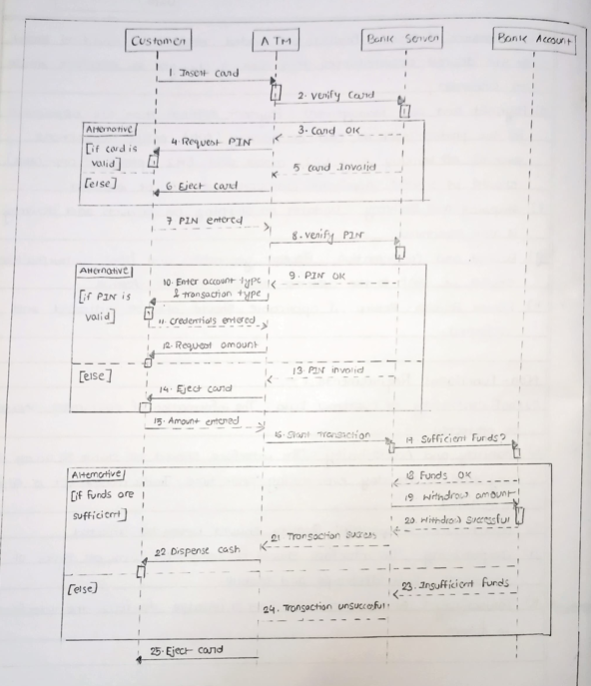 Customer ATM Bank Server Bank Account
1 Insert card
2. verify Card
Alternative
3. Card OK
4. Request PIN
[if card is
valid]
5 card Invalid
[else]
6 Eject card
7 PIN entered
8. verify PIN
Alternative
9. PIN OK
10. Enter account type
& transaction type
[if PIN is
valid]
11. Credentials entered
12. Request amount
13. PIN invalid
[else]
14. Eject card
15. Amount entered
16. Start Transaction
17 Sufficient Funds?
Alternative
18 Funds OK
[if Funds are
sufficient]
19 Withdraw amount
20. Withdraw Successful
21. Transaction Success
22 Dispense cash
[else]
23. Insufficient Funds
24. Transaction unsuccessful
25. Eject card